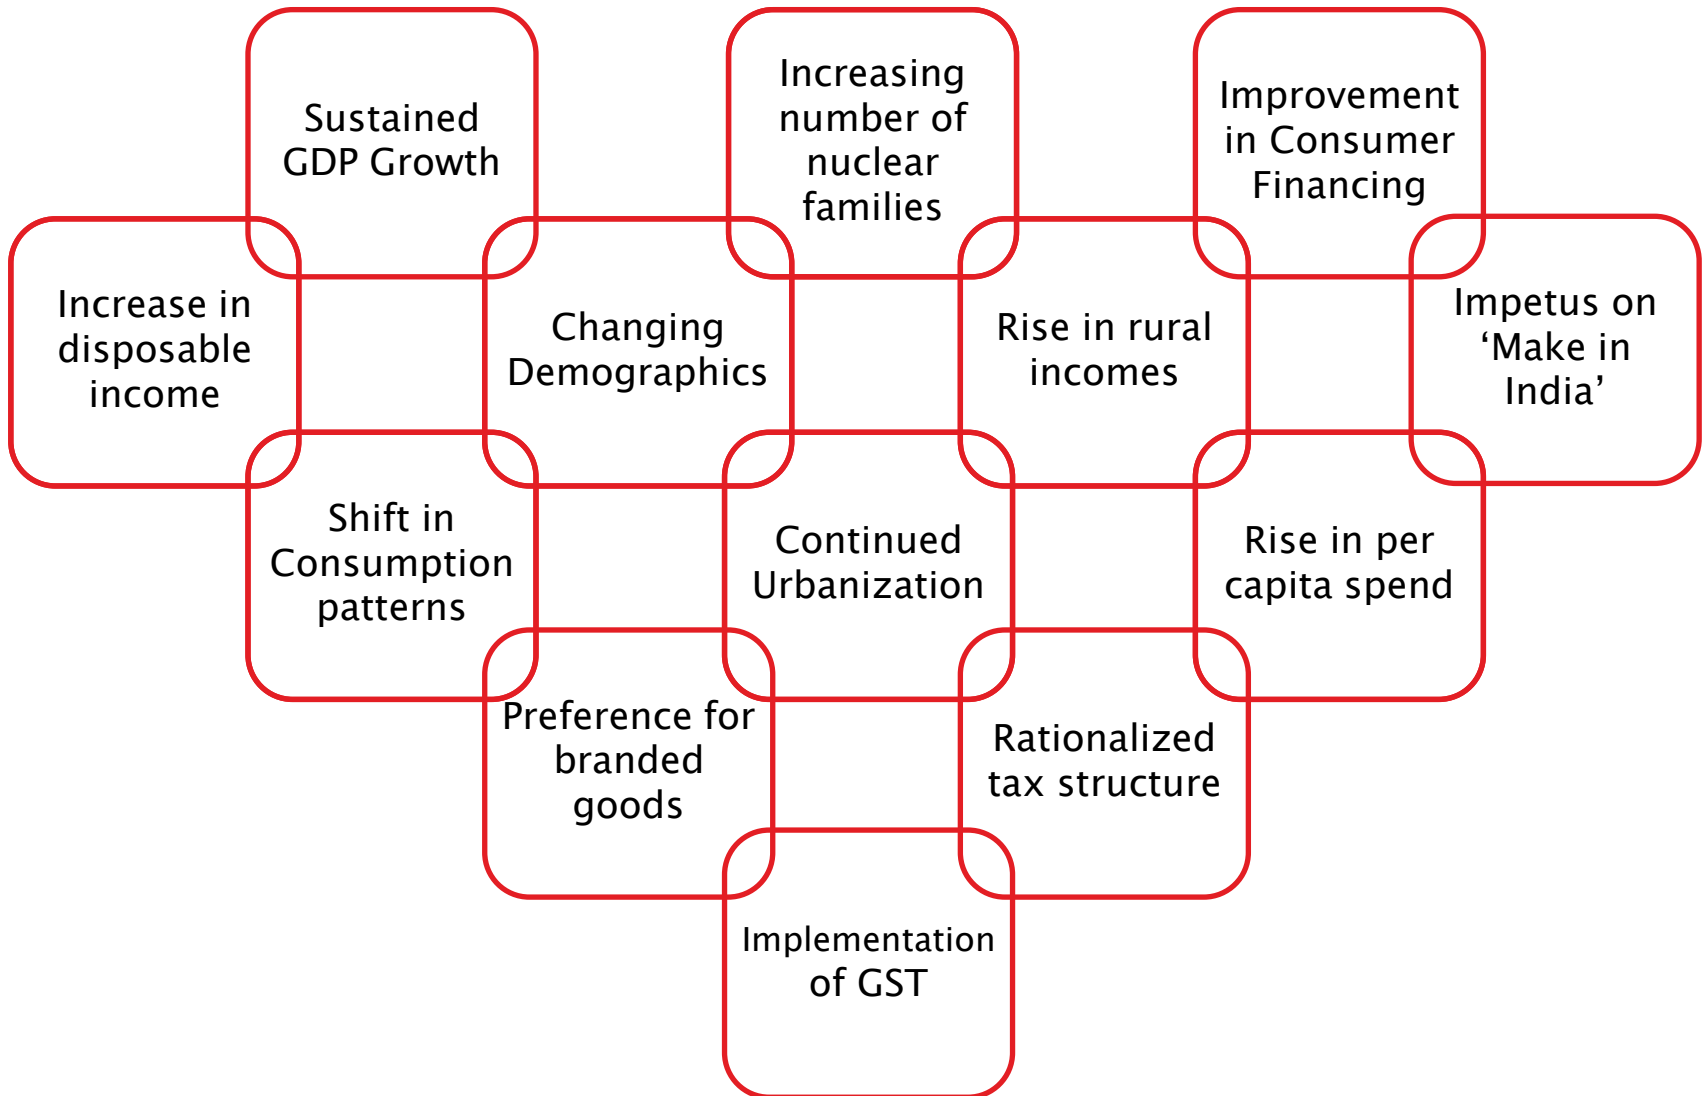 Sustained
GDP Growth
Increasing
number of
nuclear
families
Improvement
in Consumer
Financing
Increase in
disposable
income
Changing
Demographics
Rise in rural
incomes
Impetus on
‘Make in
India’
Shift in
Consumption
patterns
Continued
Urbanization
Rise in per
capita spend
Preference for
branded
goods
Rationalized
tax structure
Implementation
of GST